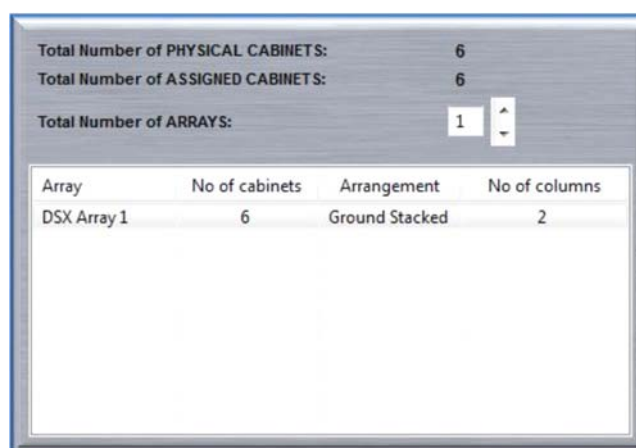 Total Number of PHYSICAL CABINETS: 6
Total Number of ASSIGNED CABINETS: 6
Total Number of ARRAYS: 1
Array No of cabinets Arrangement No of columns
DSX Array 1 6 Ground Stacked 2